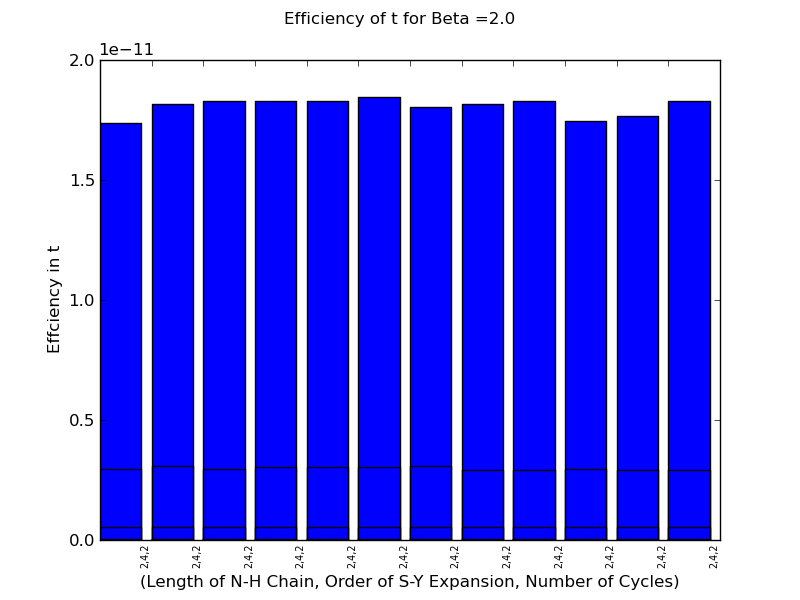 Efficiency of t for Beta =2.0
1e−11
2.0
1.5
1.0
0.5
0.0
Effciency in t
2,4,2 2,4,2 2,4,2 2,4,2 2,4,2 2,4,2 2,4,2 2,4,2 2,4,2 2,4,2 2,4,2 2,4,2
(Length of N-H Chain, Order of S-Y Expansion, Number of Cycles)